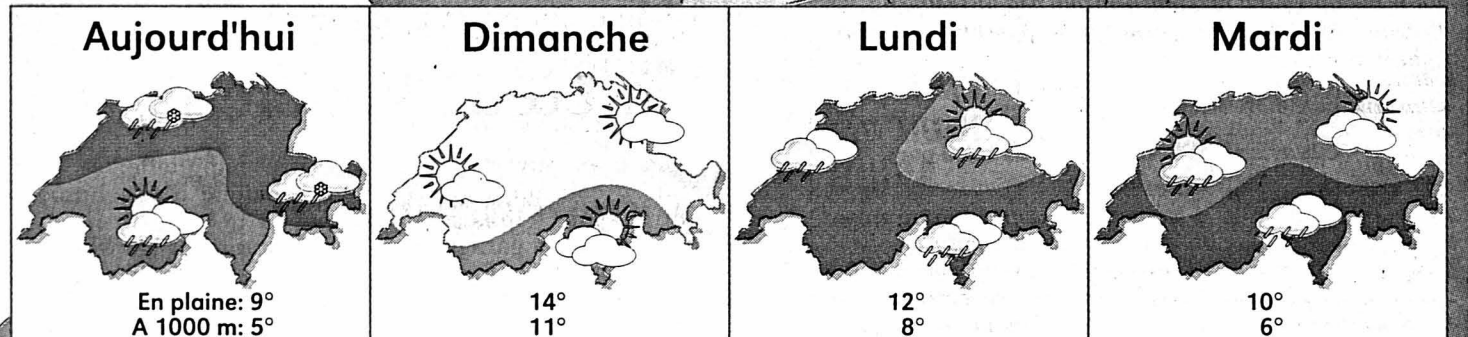 Aujourd'hui
En plaine: 9°
A 1000 m: 5°
Dimanche
14°
11°
Lundi
12°
8°
Mardi
10°
6°